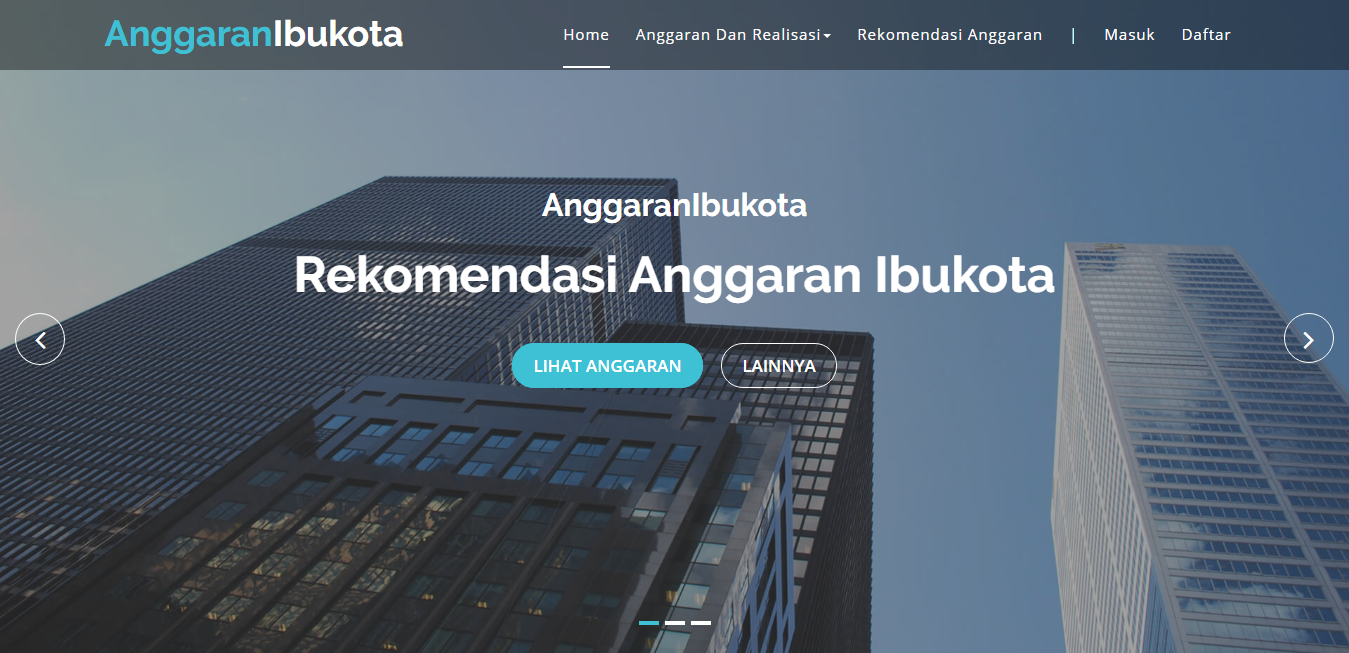 AnggaranIbukota
Home Anggaran Dan Realisasi Rekomendasi Anggaran | Masuk Daftar
AnggaranIbukota
Rekomendasi Anggaran Ibukota
LIHAT ANGGARAN LAINNYA